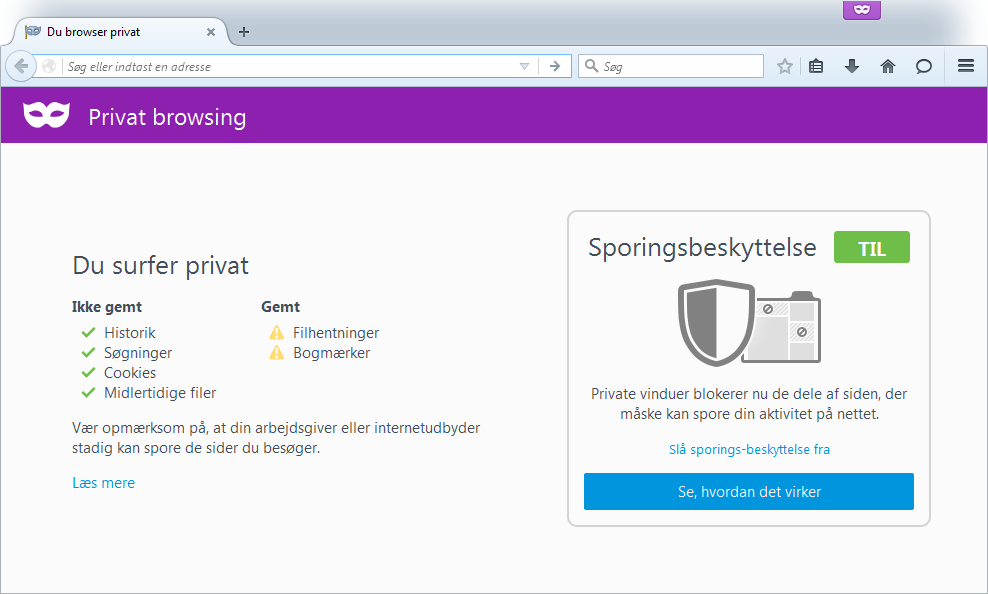 Du browser privat
Søg eller indtast en adresse
Søg
Privat browsing
Du surfer privat
Ikke gemt
Historik
Søgninger
Cookies
Midlertidige filer
Gemt
Filhentninger
Bogmærker
Vær opmærksom på, at din arbejdsgiver eller internetudbyder
stadig kan spore de sider du besøger.
Læs mere
Sporingsbeskyttelse
TIL
Private vinduer blokerer nu de dele af siden, der
måske kan spore din aktivitet på nettet.
Slå sporings-beskyttelse fra
Se, hvordan det virker